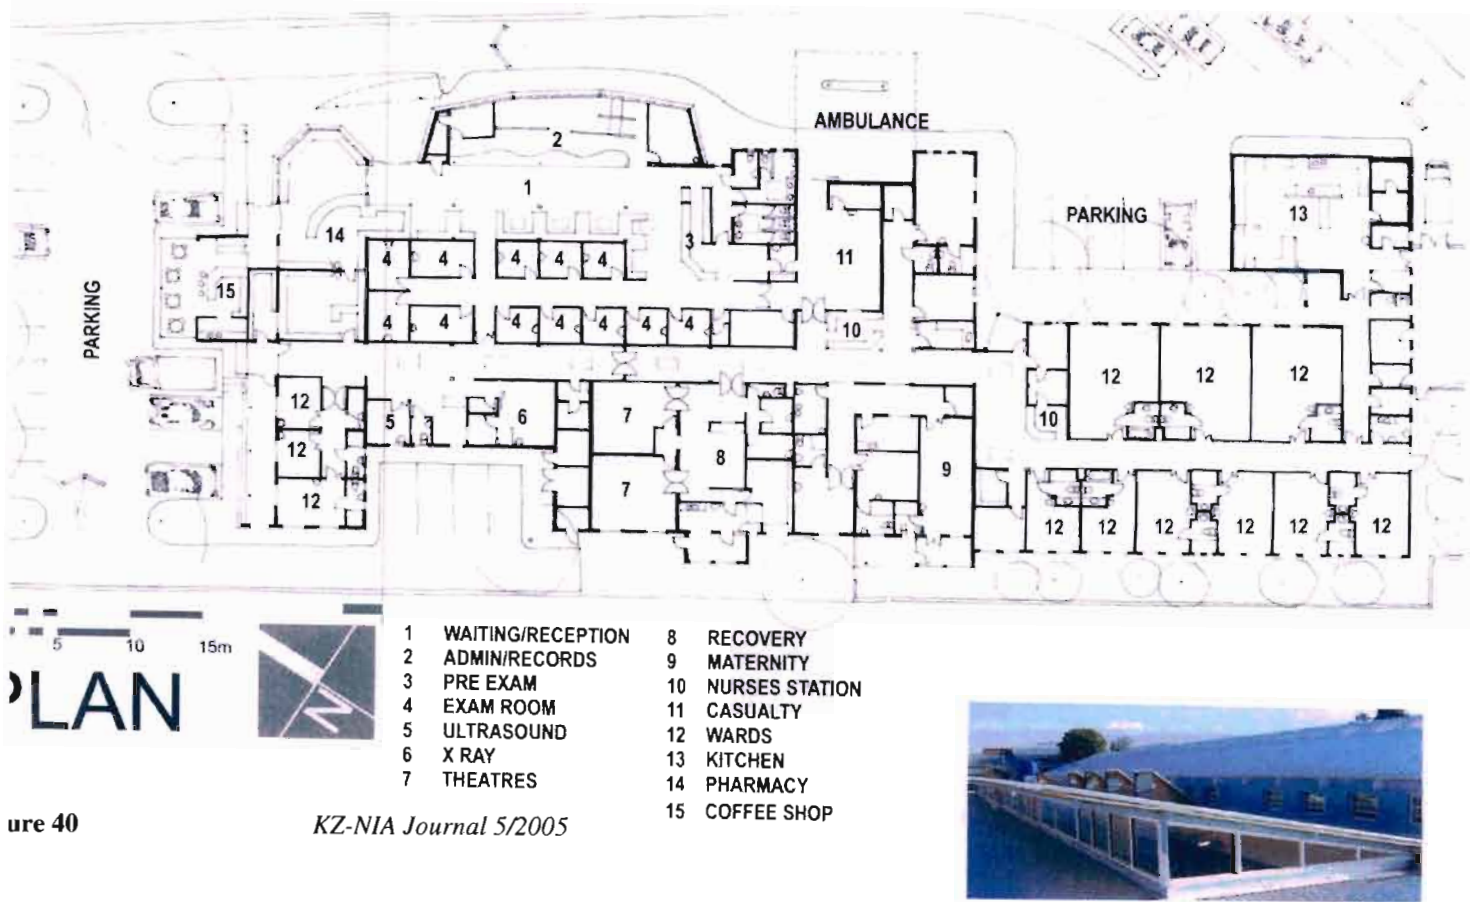 AMBULANCE
2
1
PARKING
13
14
3
11
4
4
4
4
4
15
PARKING
4
4
4
4
4
4
4
10
12
12
12
12
5
6
7
10
12
8
9
12
7
12
12
12
12
12
12
5
10
15m
PLAN
N
1 WAITING/RECEPTION
2 ADMIN/RECORDS
3 PRE EXAM
4 EXAM ROOM
5 ULTRASOUND
6 X RAY
7 THEATRES
8 RECOVERY
9 MATERNITY
10 NURSES STATION
11 CASUALTY
12 WARDS
13 KITCHEN
14 PHARMACY
15 COFFEE SHOP
ure 40
KZ-NIA Journal 5/2005